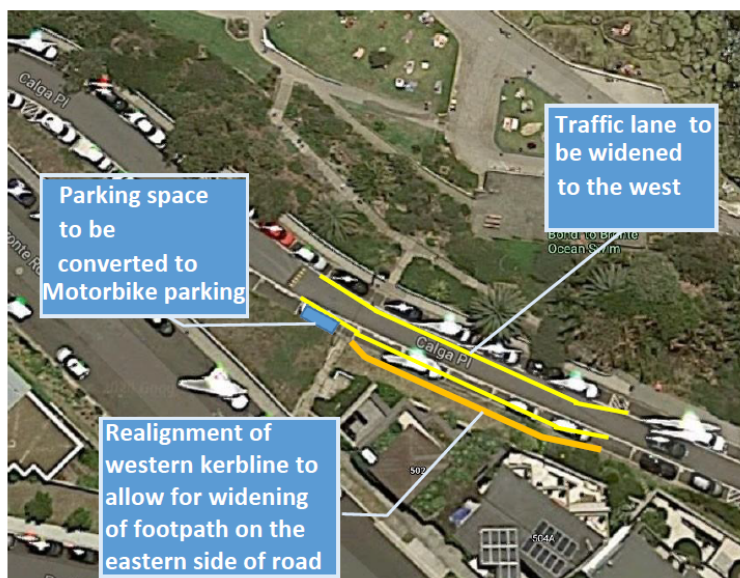 Calga Pl
Traffic lane to
be widened
to the west
Parking space
to be
converted to
Motorbike parking
Bondi to Bronte
Ocean Swim
Calga Pl
Realignment of
western kerbline to
allow for widening
of footpath on the
eastern side of road
502
504A